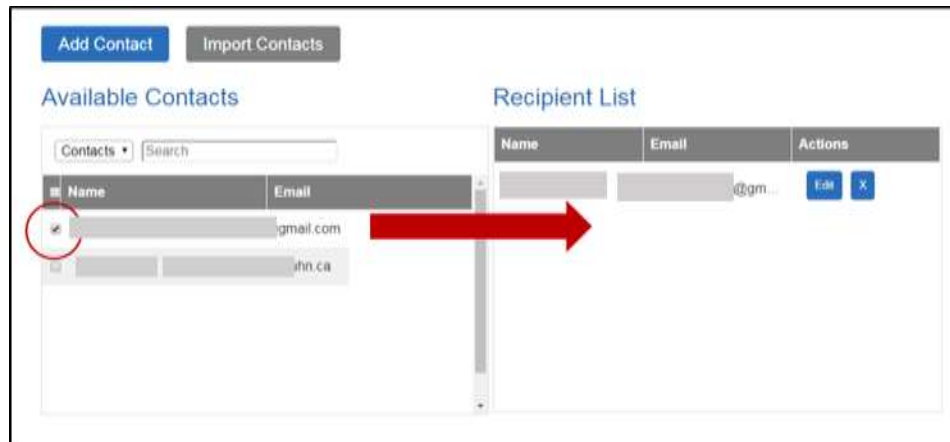 Add Contact Import Contacts
Available Contacts
Recipient List
Contacts
Search
Name Email
gmail.com
hn.ca
Name Email Actions
@gm... Edit X